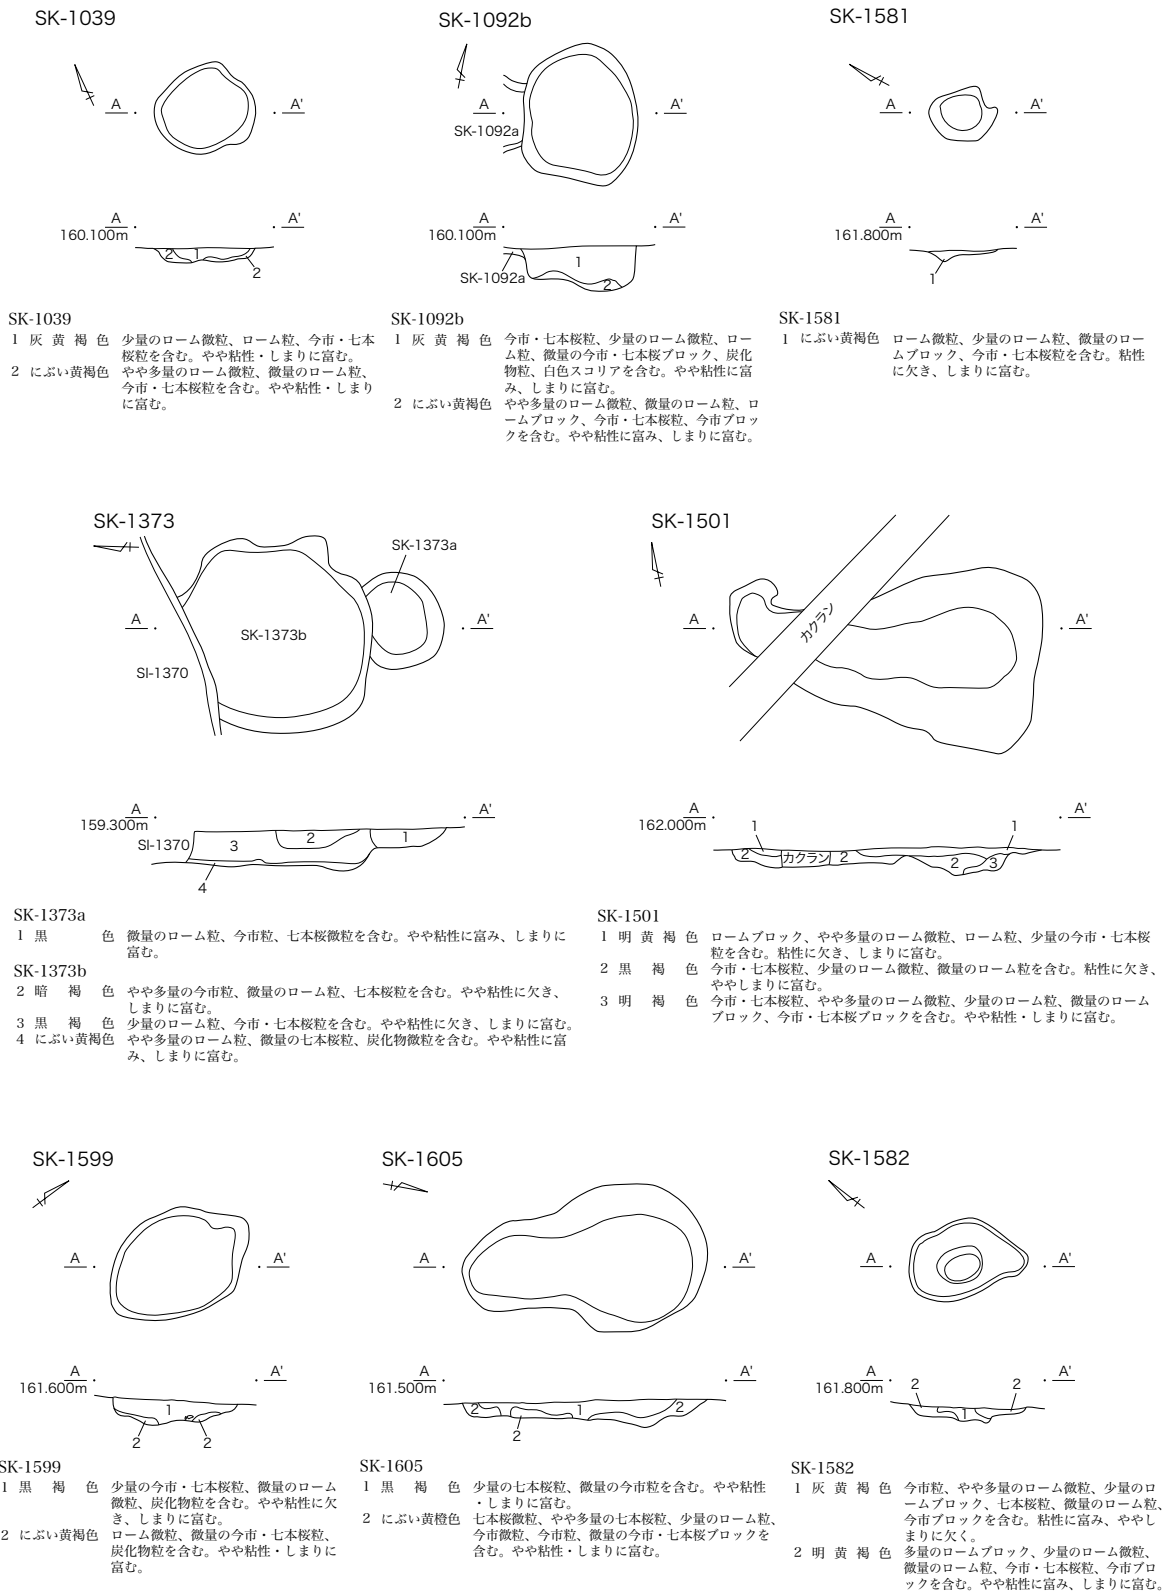 SK-1039
A
A'
A
A'
160.100m
2
1
2
SK-1039
1 灰黄褐色 少量のローム微粒、ローム粒、今市・七本
桜粒を含む。やや粘性・しまりに富む。
2 にぶい黄褐色 やや多量のローム微粒、微量のローム粒、
今市・七本桜粒を含む。やや粘性・しまり
に富む。
SK-1092b
A
A'
SK-1092a
A
A'
160.100m
1
SK-1092a
2
SK-1092b
1 灰黄褐色 今市・七本桜粒、少量のローム微粒、ロー
ム粒、微量の今市・七本桜ブロック、炭化
物粒、白色スコリアを含む。やや粘性に富
み、しまりに富む。
2 にぶい黄褐色 やや多量のローム微粒、微量のローム粒、ロ
ームブロック、今市・七本桜粒、今市ブロッ
クを含む。やや粘性に富み、しまりに富む。
SK-1581
A
A'
A
A'
161.800m
1
SK-1581
1 にぶい黄褐色 ローム微粒、少量のローム粒、微量のロー
ムブロック、今市・七本桜粒を含む。粘性
に欠き、しまりに富む。
SK-1373
SK-1373a
A
A'
SK-1373b
SI-1370
A
A'
159.300m
SI-1370
3
2
1
4
SK-1373a
1 黒色 微量のローム粒、今市粒、七本桜微粒を含む。やや粘性に富み、しまりに
富む。
SK-1373b
2 暗褐色 やや多量の今市粒、微量のローム粒、七本桜粒を含む。やや粘性に欠き、
しまりに富む。
3 黒褐色 少量のローム粒、今市・七本桜粒を含む。やや粘性に欠き、しまりに富む。
4 にぶい黄褐色 やや多量のローム粒、微量の七本桜粒、炭化物微粒を含む。やや粘性に富
み、しまりに富む。
SK-1501
カクラン
A
A'
A
A'
162.000m
1
1
2
カクラン
2
2
3
SK-1501
1 明黄褐色 ロームブロック、やや多量のローム微粒、ローム粒、少量の今市・七本桜
粒を含む。粘性に欠き、しまりに富む。
2 黒褐色 今市・七本桜粒、少量のローム微粒、微量のローム粒を含む。粘性に欠き、
ややしまりに富む。
3 明褐色 今市・七本桜粒、やや多量のローム微粒、少量のローム粒、微量のローム
ブロック、今市・七本桜ブロックを含む。やや粘性・しまりに富む。
SK-1599
A
A'
A
A'
161.600m
1
2
2
SK-1599
1 黒褐色 少量の今市・七本桜粒、微量のローム
微粒、炭化物粒を含む。やや粘性に欠
き、しまりに富む。
2 にぶい黄褐色 ローム微粒、微量の今市・七本桜粒、
炭化物粒を含む。やや粘性・しまりに
富む。
SK-1605
A
A'
A
A'
161.500m
2
1
2
2
SK-1605
1 黒褐色 少量の七本桜粒、微量の今市粒を含む。やや粘性
・しまりに富む。
2 にぶい黄橙色 七本桜微粒、やや多量の七本桜粒、少量のローム粒、
今市微粒、今市粒、微量の今市・七本桜ブロックを
含む。やや粘性・しまりに富む。
SK-1582
A
A'
A
A'
161.800m
2
2
1
SK-1582
1 灰黄褐色 今市粒、やや多量のローム微粒、少量のロ
ームブロック、七本桜粒、微量のローム粒、
今市ブロックを含む。粘性に富み、ややし
まりに欠く。
2 明黄褐色 多量のロームブロック、少量のローム微粒、
微量のローム粒、今市・七本桜粒、今市ブロ
ックを含む。やや粘性に富み、しまりに富む。